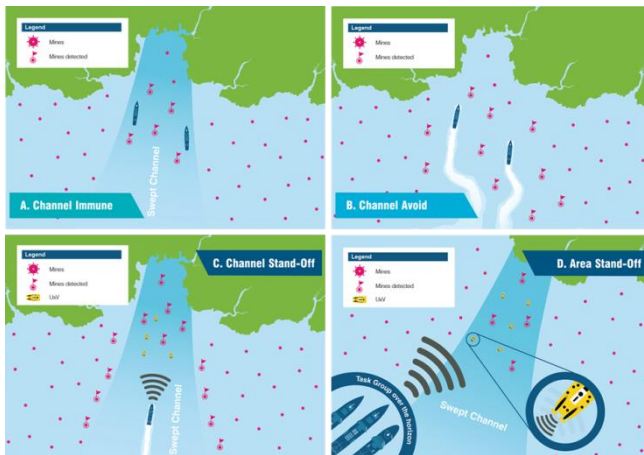 Legend
Mines
Mines detected
Swept Channel
A. Channel Immune
Legend
Mines
Mines detected
B. Channel Avoid
Legend
Mines
Mines detected
UxV
C. Channel Stand-Off
Swept Channel
Legend
Mines
Mines detected
UxV
D. Area Stand-Off
Task Group over the horizon
Swept Channel